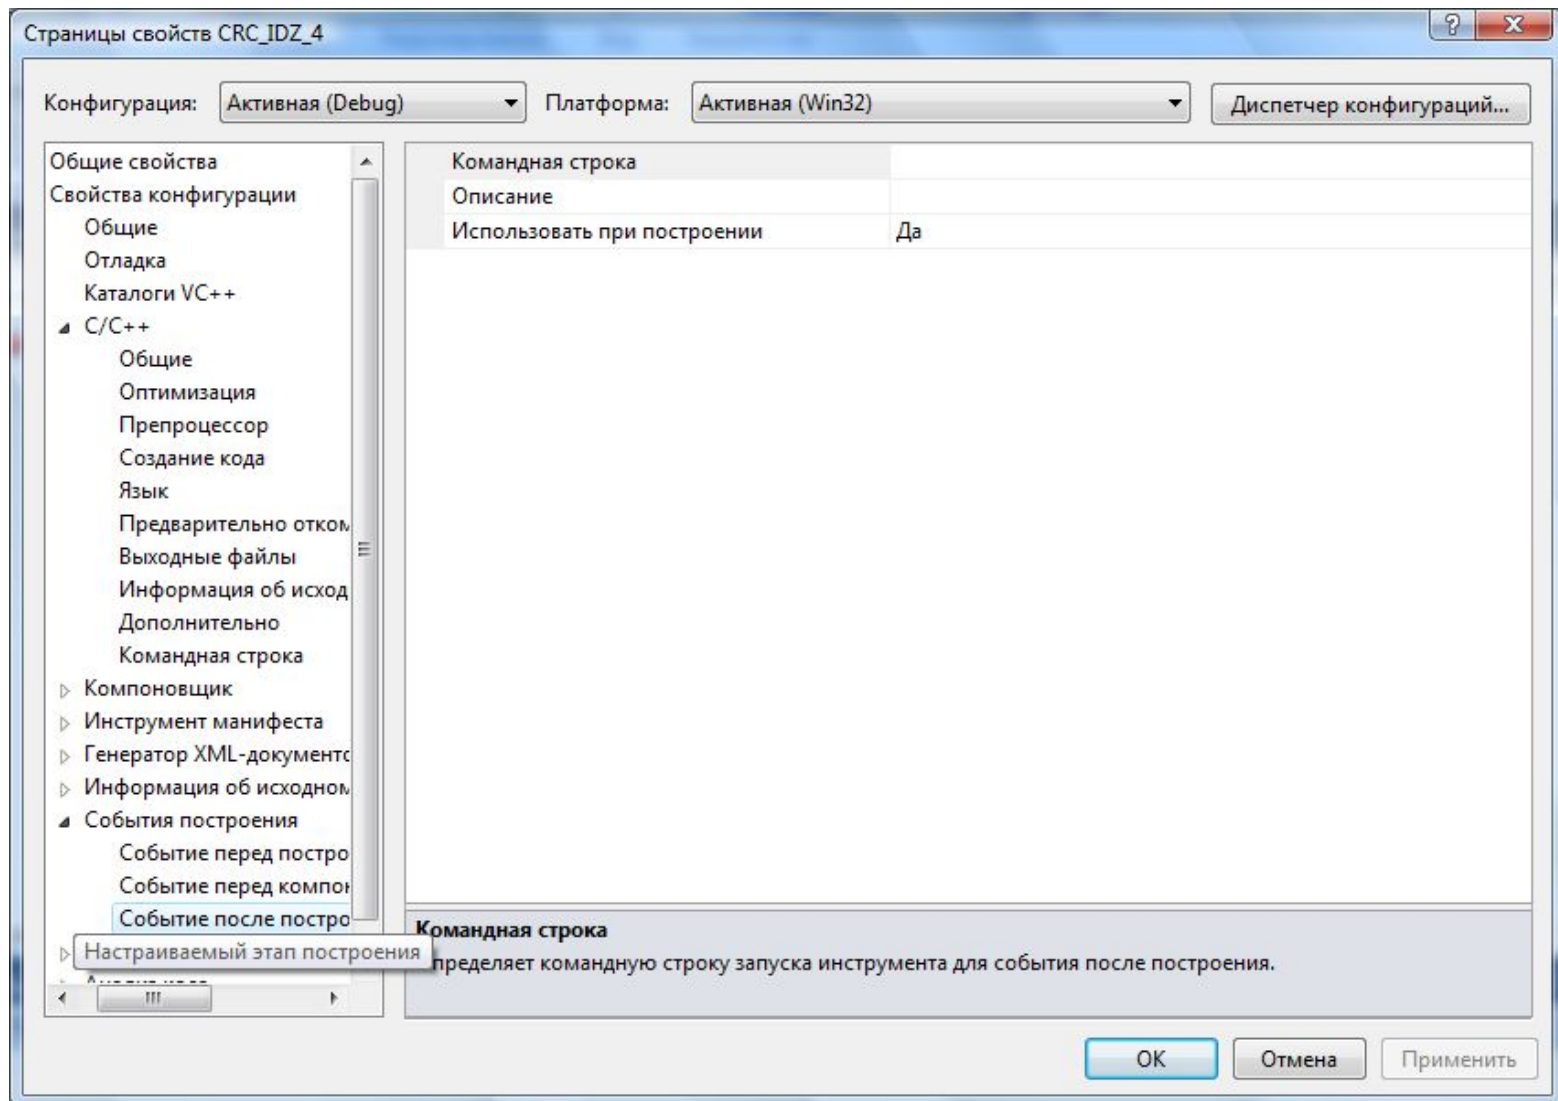 Страницы свойств CRC_IDZ_4
?
Конфигурация: Активная (Debug) Платформа: Активная (Win32) Диспетчер конфигураций...
Общие свойства
Свойства конфигурации
Общие
Отладка
Каталоги VC++
C/C++
Общие
Оптимизация
Препроцессор
Создание кода
Язык
Предварительно отком
Выходные файлы
Информация об исход
Дополнительно
Командная строка
Компоновщик
Инструмент манифеста
Генератор XML-документо
Информация об исходном
События построения
Событие перед постро
Событие перед компон
Событие после постро
Настраиваемый этап построения
Командная строка
Описание
Использовать при построении Да
Командная строка
пределяет командную строку запуска инструмента для события после построения.
OK Отмена Применить